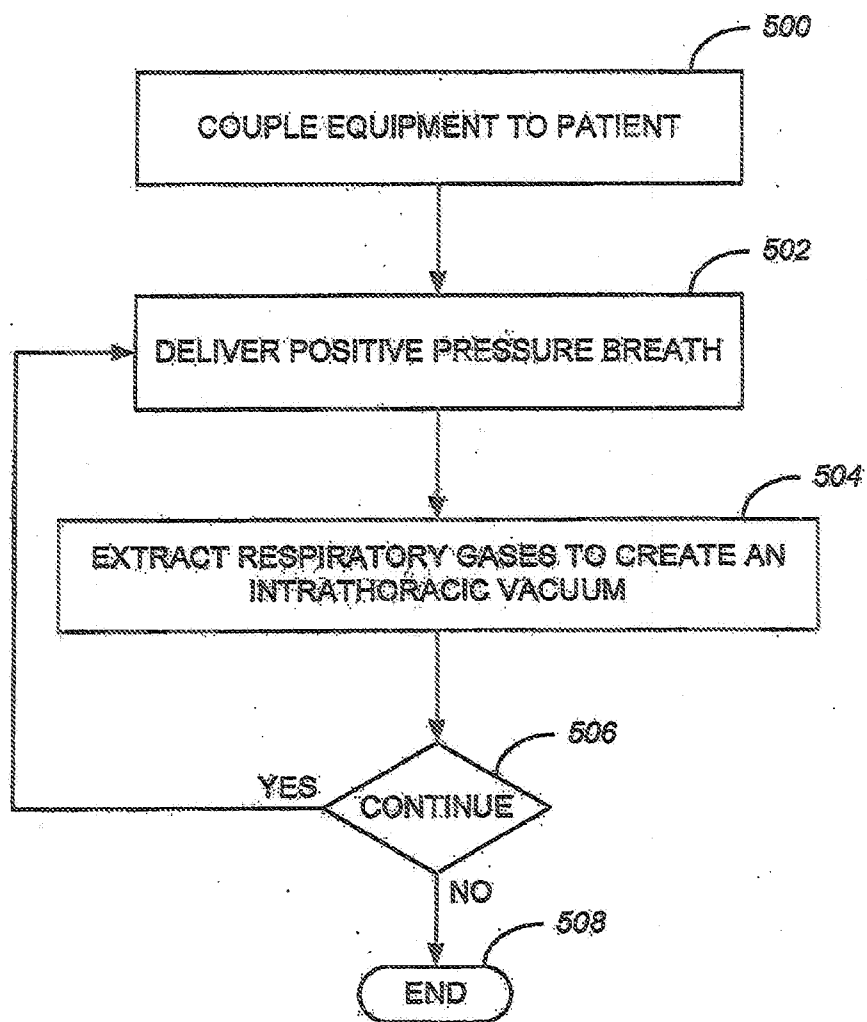 500
COUPLE EQUIPMENT TO PATIENT
502
DELIVER POSITIVE PRESSURE BREATH
504
EXTRACT RESPIRATORY GASES TO CREATE AN
INTRATHORACIC VACUUM
506
YES
CONTINUE
NO
508
END